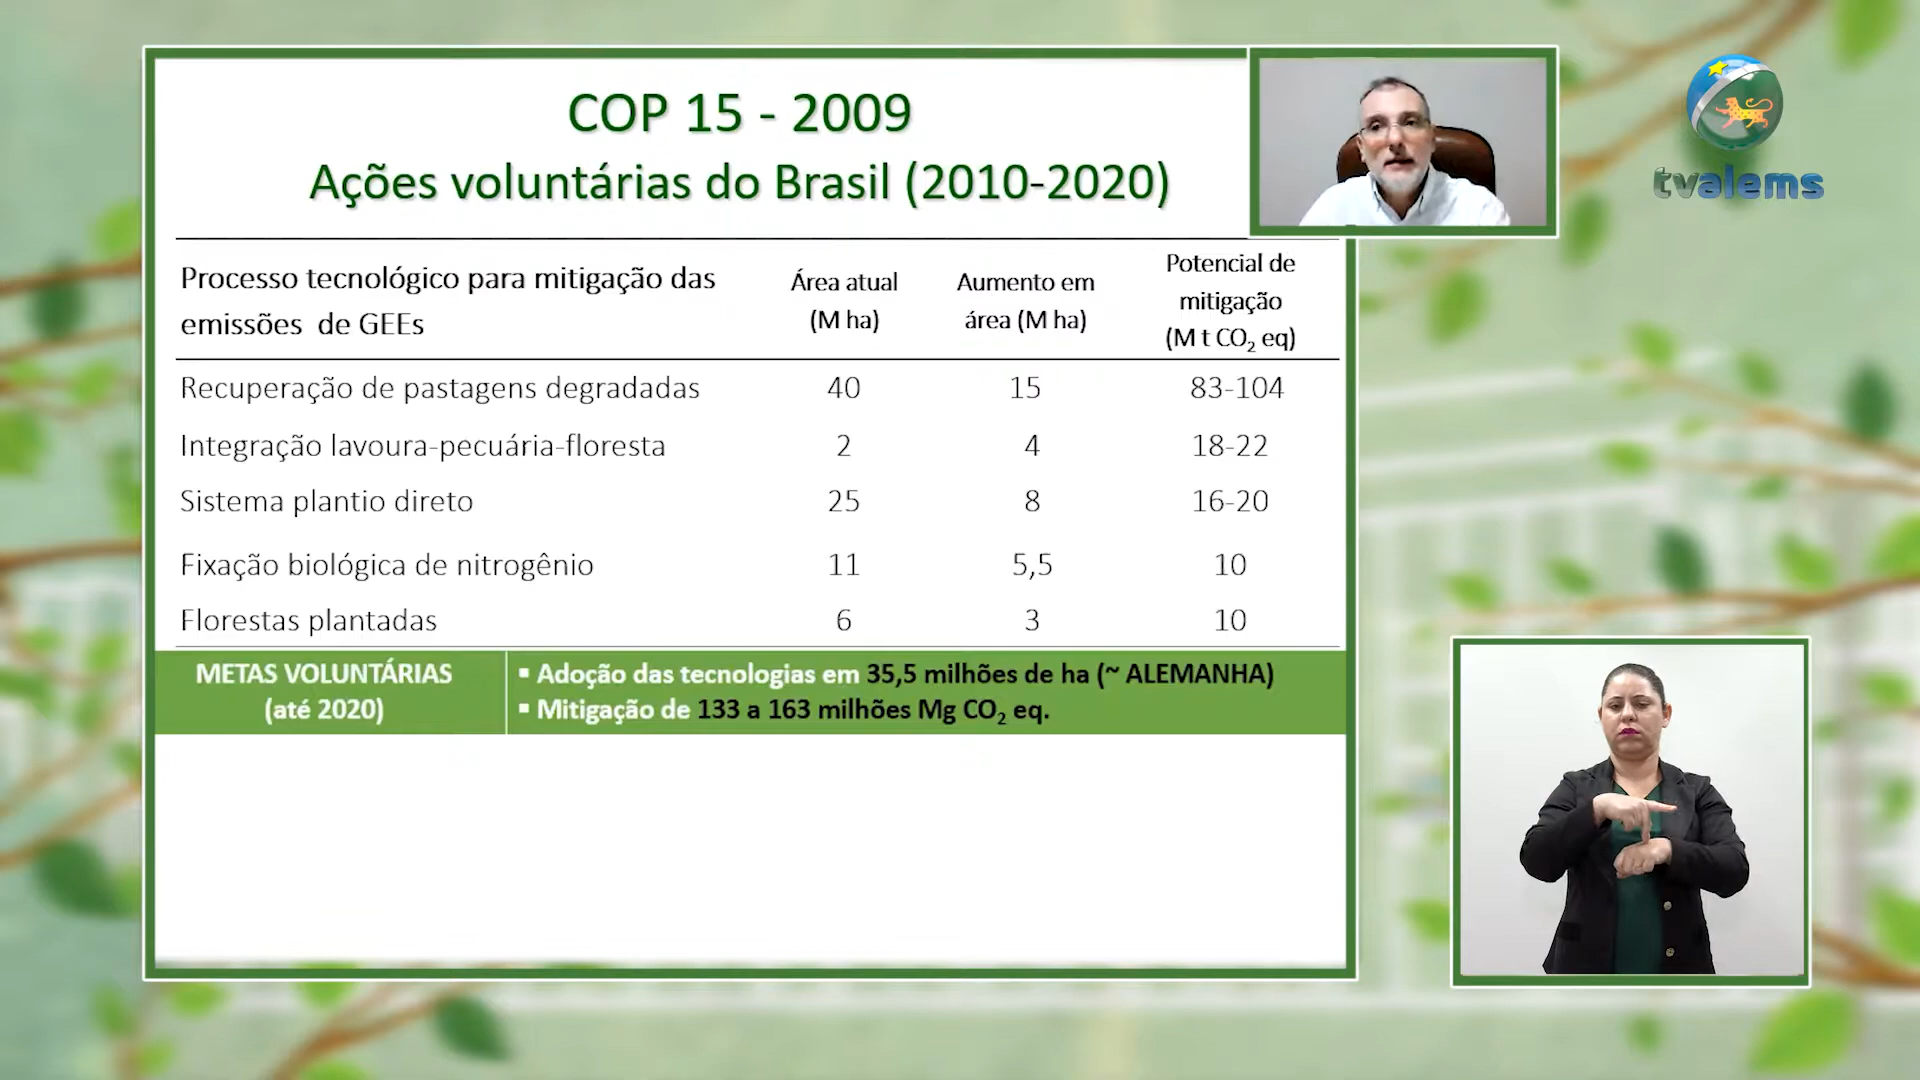 COP 15 - 2009
Ações voluntárias do Brasil (2010-2020)
Processo tecnológico para mitigação das
emissões de GEEs
Área atual
(M ha)
Aumento em
área (M ha)
Potencial de
mitigação
(M t CO₂ eq)
Recuperação de pastagens degradadas 40 15 83-104
Integração lavoura-pecuária-floresta 2 4 18-22
Sistema plantio direto 25 8 16-20
Fixação biológica de nitrogênio 11 5,5 10
Florestas plantadas 6 3 10
METAS VOLUNTÁRIAS
(até 2020)
▪ Adoção das tecnologias em 35,5 milhões de ha (~ ALEMANHA)
▪ Mitigação de 133 a 163 milhões Mg CO₂ eq.
tvalems